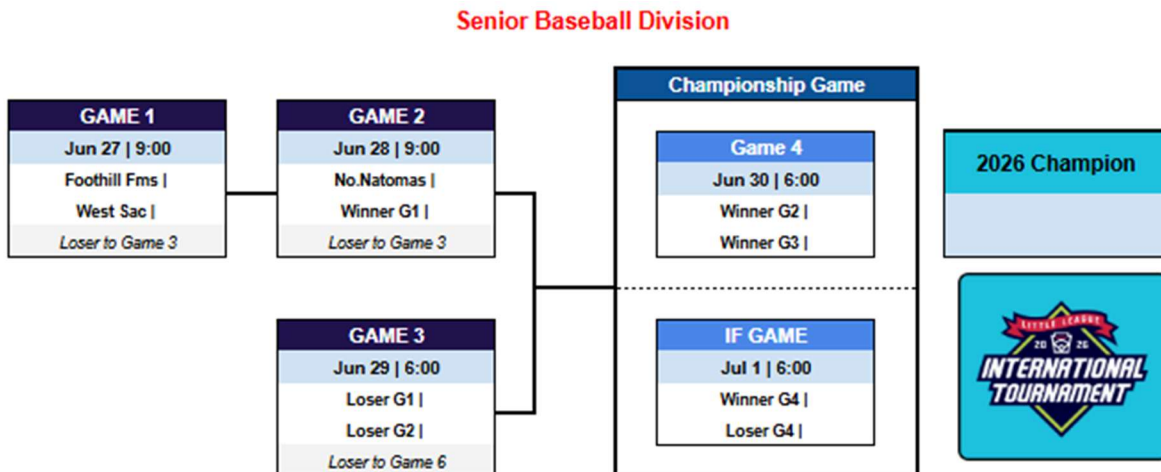 Senior Baseball Division
GAME 1
Jun 27 | 9:00
Foothill Fms |
West Sac |
Loser to Game 3
GAME 2
Jun 28 | 9:00
No.Natomas |
Winner G1 |
Loser to Game 3
GAME 3
Jun 29 | 6:00
Loser G1 |
Loser G2 |
Loser to Game 6
Championship Game
Game 4
Jun 30 | 6:00
Winner G2 |
Winner G3 |
IF GAME
Jul 1 | 6:00
Winner G4 |
Loser G4 |
2026 Champion
LITTLE LEAGUE
20 26
INTERNATIONAL
TOURNAMENT